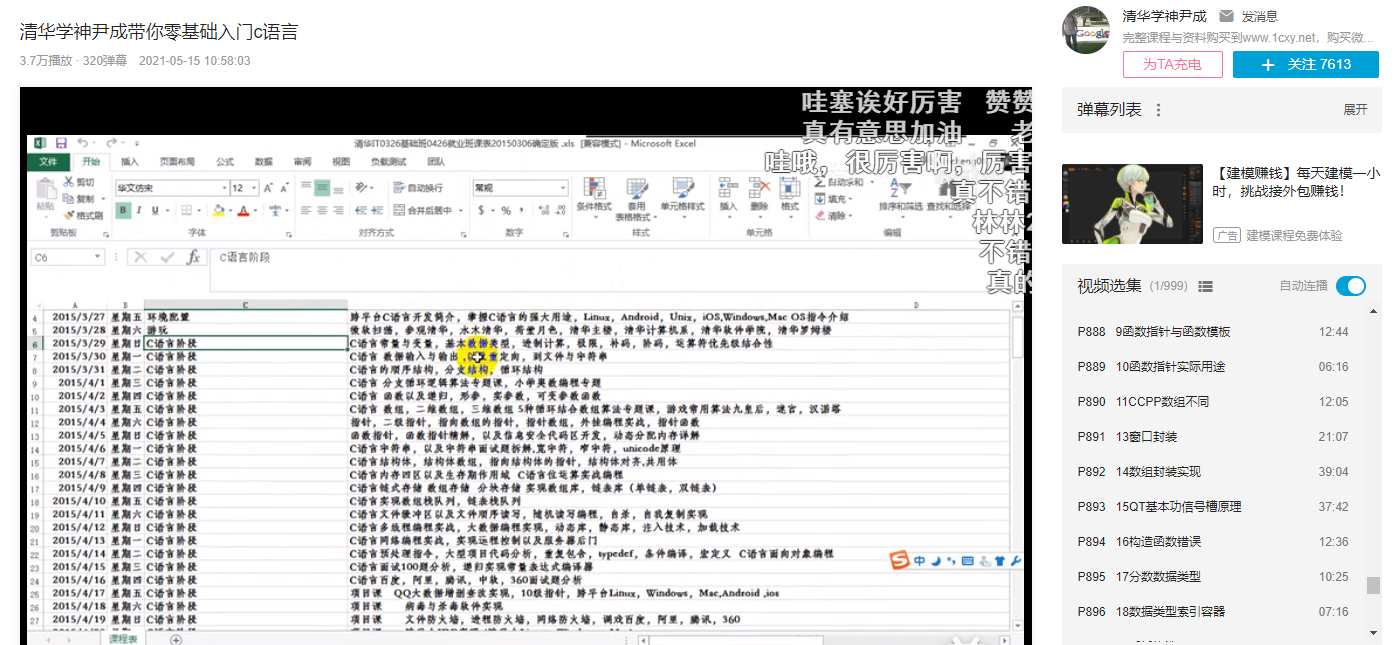 清华学神尹成带你零基础入门c语言
3.7万播放 · 320弹幕 2021-05-15 10:58:03
哇塞诶好厉害 赞赞
真有意思加油 老
哇哦，很厉害啊，厉害
真不错
林林
不错
真的
清华IT0326基础班0426就业班课表20150306确定版 .xls [兼容模式] - Microsoft Excel
文件 开始 插入 页面布局 公式 数据 审阅 视图 负载测试 团队
粘贴 剪切 复制 格式刷
华文仿宋 12
B I U
自动换行
合并后居中
常规
条件格式 套用表格格式 单元格样式
插入 删除 格式
自动求和 填充 清除
排序和筛选 查找和选择
剪贴板 字体 对齐方式 数字 样式 单元格 编辑
C6 fx C语言阶段
A B C D
4 2015/3/27 星期五 环境配置 跨平台C语言开发简介，掌握C语言的强大用途，Linux，Android，Unix，iOS,Windows,Mac OS指令介绍
5 2015/3/28 星期六 游玩 参观清华，水木清华，荷塘月色，清华主楼，清华计算机系，清华软件学院，清华罗姆楼
6 2015/3/29 星期日 C语言阶段 C语言常量与变量，基本数据类型，进制计算，极限，补码，阶码，运算符优先级结合性
7 2015/3/30 星期一 C语言阶段 C语言 数据输入与输出，以及重定向，到文件与字符串
8 2015/3/31 星期二 C语言阶段 C语言的顺序结构，分支结构，循环结构
9 2015/4/1 星期三 C语言阶段 C语言 分支循环逻辑算法专题课，小学奥数编程专题
10 2015/4/2 星期四 C语言阶段 C语言 函数以及递归，形参，实参数，可变参数函数
11 2015/4/3 星期五 C语言阶段 C语言 数组，二维数组，三维数组 5种循环结合数组算法专题课，游戏常用算法九皇后，迷宫，汉诺塔
12 2015/4/4 星期六 C语言阶段 指针，二级指针，指向数组的指针，指针数组，外挂编程实战，指针函数
13 2015/4/5 星期日 C语言阶段 函数指针，函数指针精解，以及信息安全代码区开发，动态分配内存详解
14 2015/4/6 星期一 C语言阶段 C语言字符串，以及字符串面试题拆解,宽字符，窄字符，unicode原理
15 2015/4/7 星期二 C语言阶段 C语言结构体，结构体数组，指向结构体的指针，结构体对齐,共用体
16 2015/4/8 星期三 C语言阶段 C语言内存四区以及生存期作用域 C语言位运算实战编程
17 2015/4/9 星期四 C语言阶段 C语言链式存储 数组存储 分块存储 实现数组库，链表库（单链表，双链表）
18 2015/4/10 星期五 C语言阶段 C语言实现数组栈队列，链表栈队列
19 2015/4/11 星期六 C语言阶段 C语言文件缓冲区以及文件顺序读写，随机读写编程，自杀，自我复制实现
20 2015/4/12 星期日 C语言阶段 C语言多线程编程实战，大数据编程实现，动态库，静态库，注入技术，加载技术
21 2015/4/13 星期一 C语言阶段 C语言网络编程实战，实现远程控制以及服务器后门
22 2015/4/14 星期二 C语言阶段 C语言预处理指令，大型项目代码分析，重复包含，typedef，条件编译，宏定义 C语言面向对象编程
23 2015/4/15 星期三 C语言阶段 C语言面试100题分析，递归实现常量表达式编译器
24 2015/4/16 星期四 C语言阶段 C语言百度，阿里，腾讯，中软，360面试题分析
25 2015/4/17 星期五 C语言阶段 项目课 QQ大数据增删查改实现，10级指针，跨平台Linux，Windows，Mac,Android ,ios
26 2015/4/18 星期六 C语言阶段 项目课 病毒与杀毒软件实现
27 2015/4/19 星期日 C语言阶段 项目课 文件防火墙，进程防火墙，网络防火墙，调戏百度，阿里，腾讯，360
课程表
中
清华学神尹成 发消息
完整课程与资料购买到www.1cxy.net，购买微...
为TA充电 + 关注 7613
弹幕列表 展开
【建模赚钱】每天建模一小
时，挑战接外包赚钱！
广告 建模课程免费体验
视频选集 (1/999) 自动连播
P888 9函数指针与函数模板 12:44
P889 10函数指针实际用途 06:16
P890 11CCPP数组不同 12:05
P891 13窗口封装 21:07
P892 14数组封装实现 39:04
P893 15QT基本功信号槽原理 37:42
P894 16构造函数错误 12:36
P895 17分数数据类型 10:25
P896 18数据类型索引容器 07:16